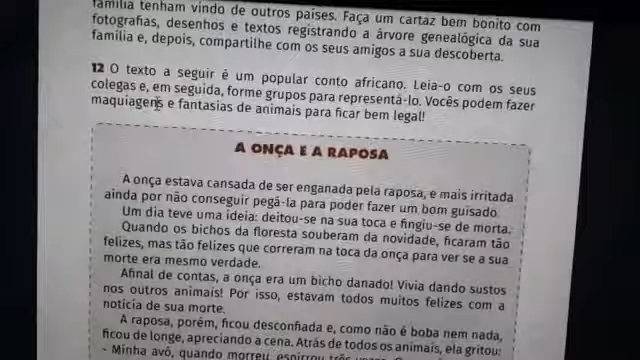 família tenham vindo de outros países. Faça um cartaz bem bonito com
fotografias, desenhos e textos registrando a árvore genealógica da sua
família e, depois, compartilhe com os seus amigos a sua descoberta.
12 O texto a seguir é um popular conto africano. Leia-o com os seus
colegas e, em seguida, forme grupos para representá-lo. Vocês podem fazer
maquiagens e fantasias de animais para ficar bem legal!
A ONÇA E A RAPOSA
A onça estava cansada de ser enganada pela raposa, e mais irritada
ainda por não conseguir pegá-la para poder fazer um bom guisado.
Um dia teve uma ideia: deitou-se na sua toca e fingiu-se de morta.
Quando os bichos da floresta souberam da novidade, ficaram tão
felizes, mas tão felizes que correram na toca da onça para ver se a sua
morte era mesmo verdade.
Afinal de contas, a onça era um bicho danado! Vivia dando sustos
nos outros animais! Por isso, estavam todos muitos felizes com a
notícia de sua morte.
A raposa, porém, ficou desconfiada e, como não é boba nem nada,
ficou de longe, apreciando a cena. Atrás de todos os animais, ela gritou:
- Minha avó, quando morreu, espirrou três